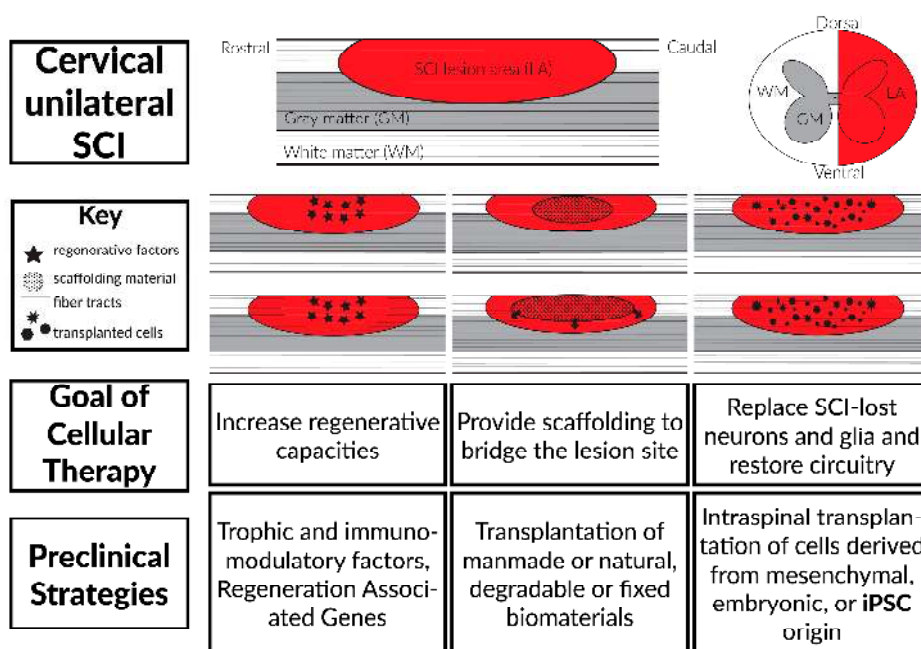 Cervical
unilateral
SCI
Rostral
Caudal
SCI lesion area (LA)
Gray matter (GM)
White matter (WM)
Dorsal
WM
LA
GM
Ventral
Key
regenorative factors
scaffolding material
fiber tracts
transplanted cells
Goal of
Cellular
Therapy
Increase regenerative
capacities
Provide scaffolding to
bridge the lesion site
Replace SCI-lost
neurons and glia and
restore circuitry
Preclinical
Strategies
Trophic and immuno-
modulatory factors,
Regeneration Associ-
ated Genes
Transplantation of
manmade or natural,
degradable or fixed
biomaterials
Intraspinal transplan-
tation of cells derived
from mesenchymal,
embryonic, or iPSC
origin